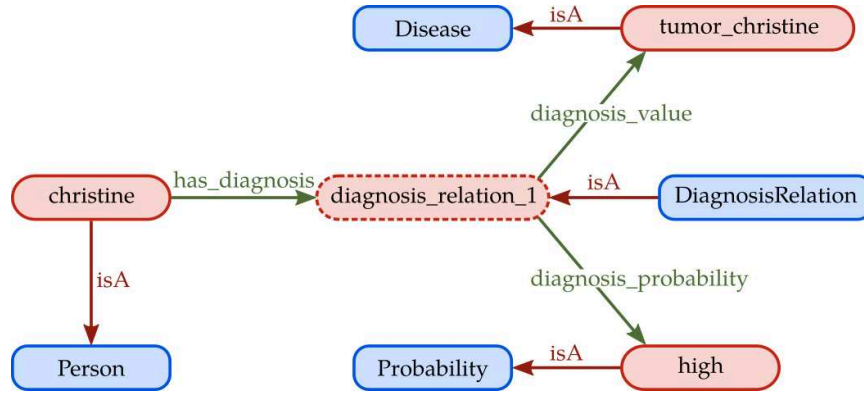 isA
Disease
tumor_christine
diagnosis_value
has_diagnosis
isA
christine
diagnosis_relation_1
DiagnosisRelation
isA
diagnosis_probability
isA
Person
Probability
high